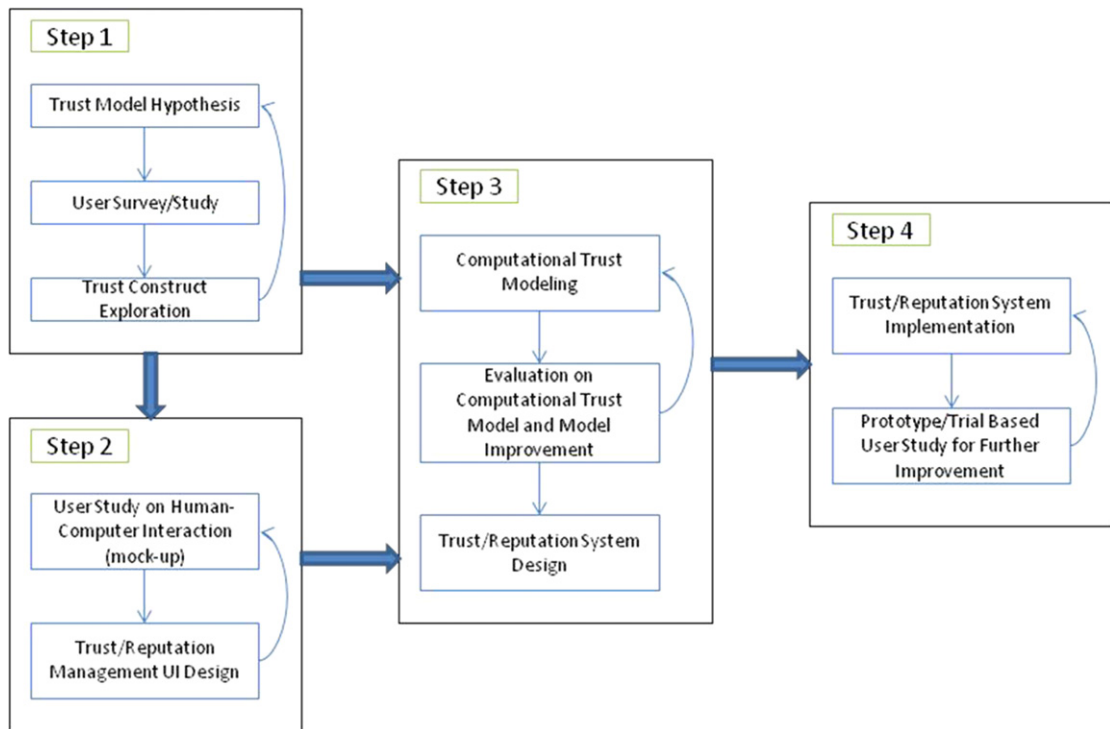 Step 1
Trust Model Hypothesis
User Survey/Study
Trust Construct
Exploration
Step 2
User Study on Human-
Computer Interaction
(mock-up)
Trust/Reputation
Management UI Design
Step 3
Computational Trust
Modeling
Evaluation on
Computational Trust
Model and Model
Improvement
Trust/Reputation System
Design
Step 4
Trust/Reputation System
Implementation
Prototype/Trial Based
User Study for Further
Improvement